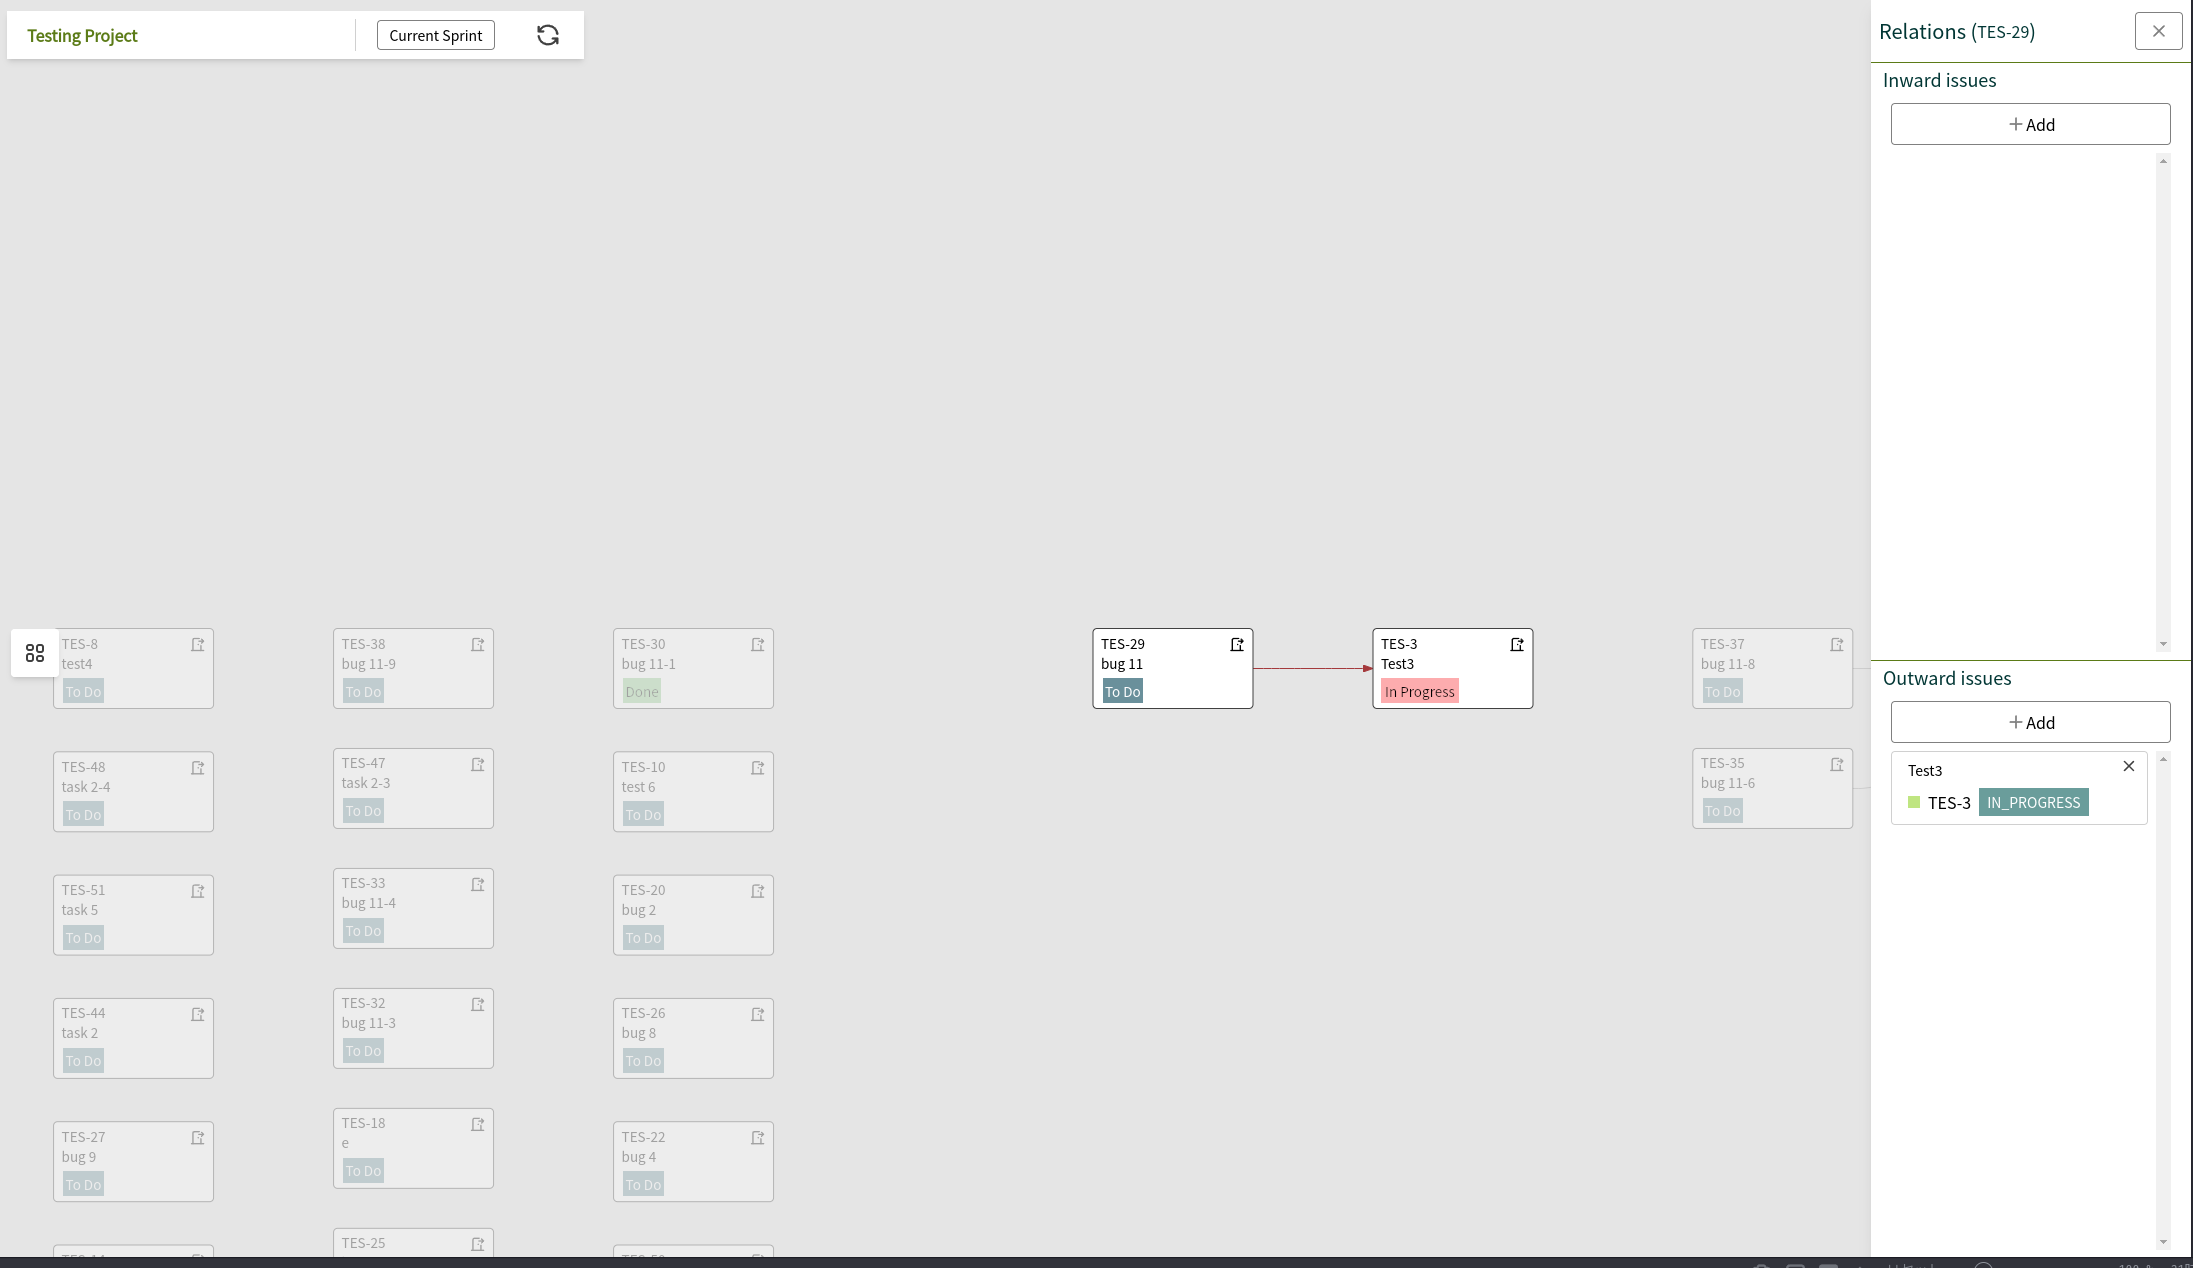 Testing Project
Current Sprint
TES-8
test4
To Do
TES-48
task 2-4
To Do
TES-51
task 5
To Do
TES-44
task 2
To Do
TES-27
bug 9
To Do
TES-38
bug 11-9
To Do
TES-47
task 2-3
To Do
TES-33
bug 11-4
To Do
TES-32
bug 11-3
To Do
TES-18
e
To Do
TES-25
TES-30
bug 11-1
Done
TES-10
test 6
To Do
TES-20
bug 2
To Do
TES-26
bug 8
To Do
TES-22
bug 4
To Do
TES-29
bug 11
To Do
TES-3
Test3
In Progress
TES-37
bug 11-8
To Do
TES-35
bug 11-6
To Do
Relations (TES-29)
Inward issues
Add
Outward issues
Add
Test3
TES-3 IN_PROGRESS